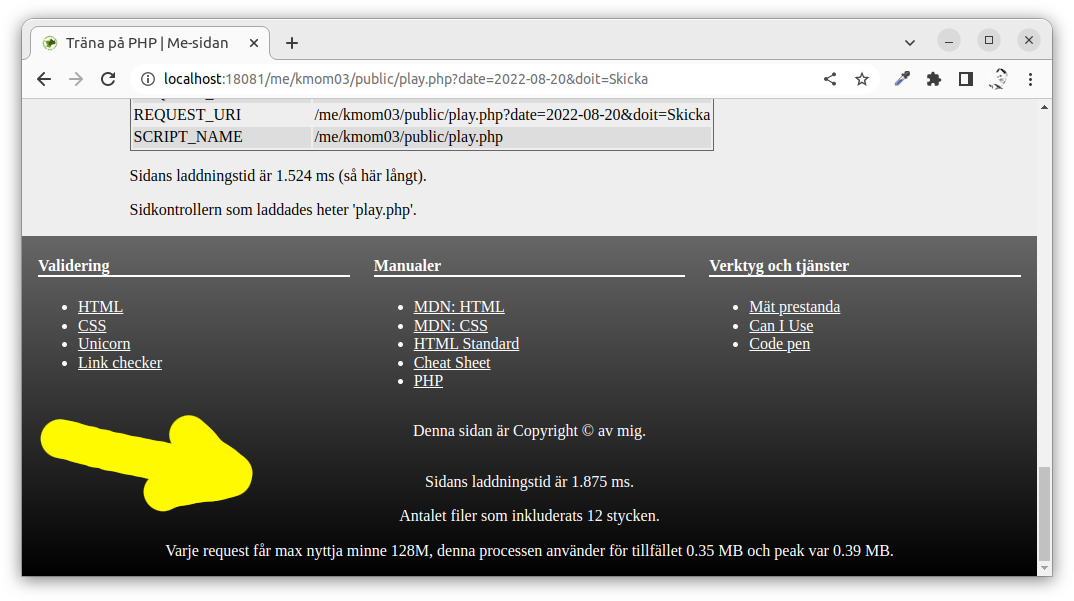 Träna på PHP | Me-sidan
localhost:18081/me/kmom03/public/play.php?date=2022-08-20&doit=Skicka
REQUEST_URI /me/kmom03/public/play.php?date=2022-08-20&doit=Skicka
SCRIPT_NAME /me/kmom03/public/play.php
Sidans laddningstid är 1.524 ms (så här långt).
Sidkontrollern som laddades heter 'play.php'.
Validering
HTML
CSS
Unicorn
Link checker
Manualer
MDN: HTML
MDN: CSS
HTML Standard
Cheat Sheet
PHP
Verktyg och tjänster
Mät prestanda
Can I Use
Code pen
Denna sidan är Copyright © av mig.
Sidans laddningstid är 1.875 ms.
Antalet filer som inkluderats 12 stycken.
Varje request får max nyttja minne 128M, denna processen använder för tillfället 0.35 MB och peak var 0.39 MB.